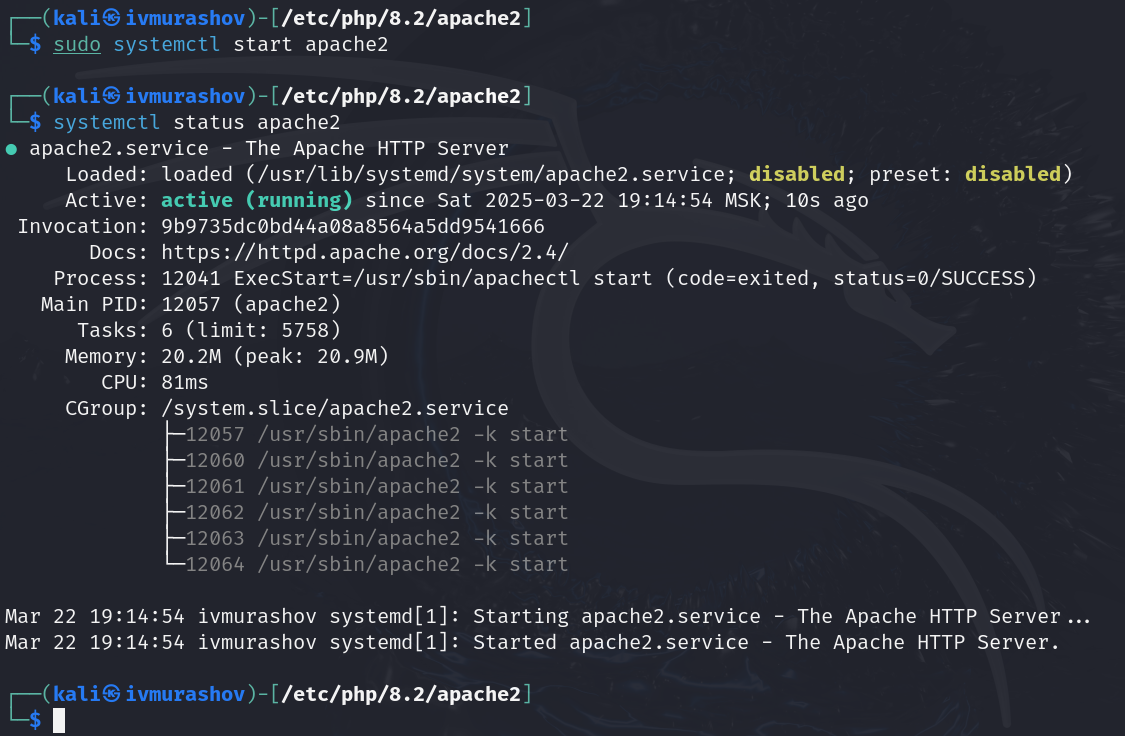 ┌──(kali㉿ivmurashov)-[/etc/php/8.2/apache2]
└─$ sudo systemctl start apache2
┌──(kali㉿ivmurashov)-[/etc/php/8.2/apache2]
└─$ systemctl status apache2
● apache2.service - The Apache HTTP Server
Loaded: loaded (/usr/lib/systemd/system/apache2.service; disabled; preset: disabled)
Active: active (running) since Sat 2025-03-22 19:14:54 MSK; 10s ago
Invocation: 9b9735dc0bd44a08a8564a5dd9541666
Docs: https://httpd.apache.org/docs/2.4/
Process: 12041 ExecStart=/usr/sbin/apachectl start (code=exited, status=0/SUCCESS)
Main PID: 12057 (apache2)
Tasks: 6 (limit: 5758)
Memory: 20.2M (peak: 20.9M)
CPU: 81ms
CGroup: /system.slice/apache2.service
├─12057 /usr/sbin/apache2 -k start
├─12060 /usr/sbin/apache2 -k start
├─12061 /usr/sbin/apache2 -k start
├─12062 /usr/sbin/apache2 -k start
├─12063 /usr/sbin/apache2 -k start
└─12064 /usr/sbin/apache2 -k start
Mar 22 19:14:54 ivmurashov systemd[1]: Starting apache2.service - The Apache HTTP Server...
Mar 22 19:14:54 ivmurashov systemd[1]: Started apache2.service - The Apache HTTP Server.
┌──(kali㉿ivmurashov)-[/etc/php/8.2/apache2]
└─$